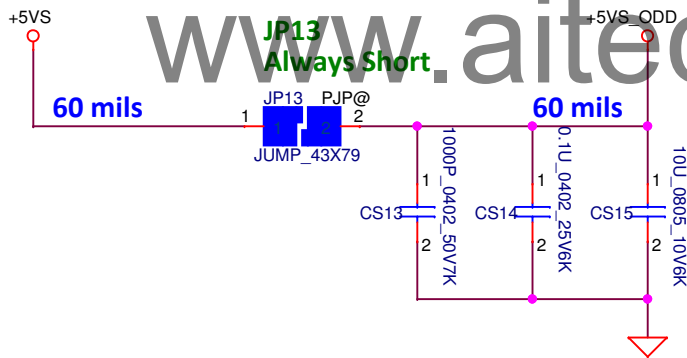 +5VS
www.aitec
JP13
Always Short
+5VS_ODD
60 mils
JP13 PJP@
60 mils
1 1 2 2
JUMP_43X79
1000P_0402_50V7K
0.1U_0402_25V6K
10U_0805_10V6K
1
1
1
CS13
CS14
CS15
2
2
2